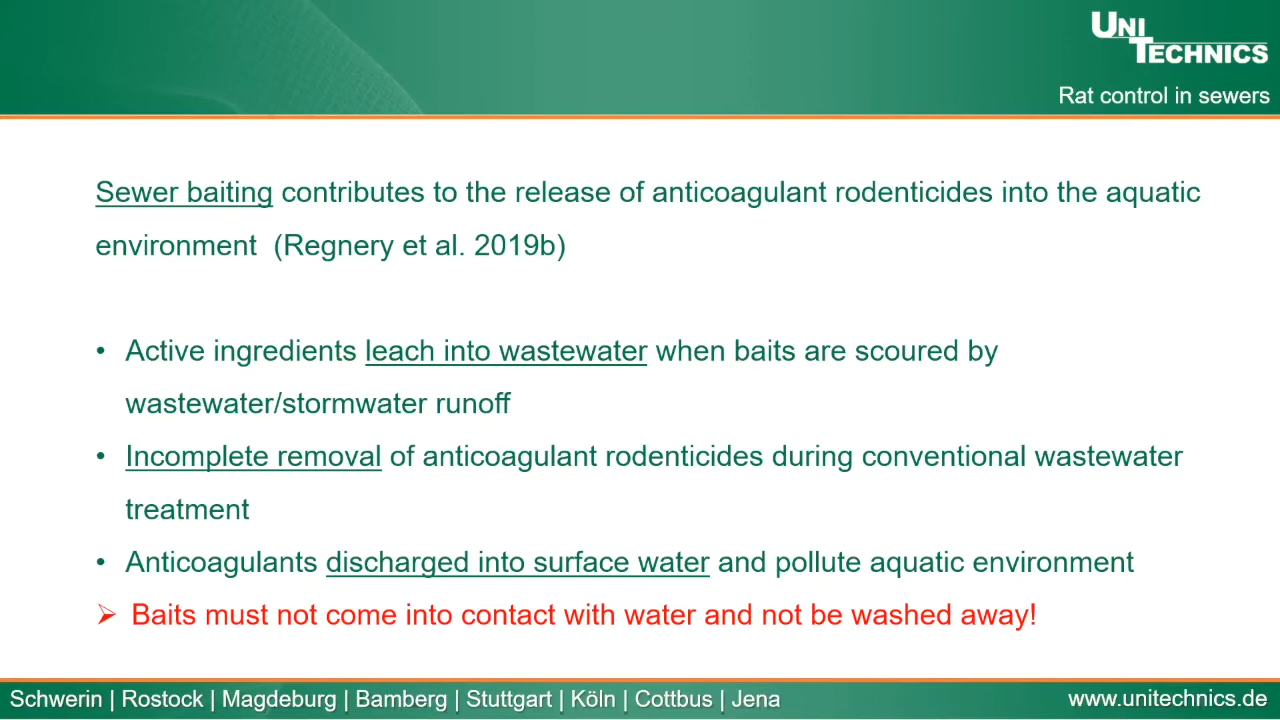 UNI
TECHNICS
Rat control in sewers
Sewer baiting contributes to the release of anticoagulant rodenticides into the aquatic
environment (Regnery et al. 2019b)
• Active ingredients leach into wastewater when baits are scoured by
wastewater/stormwater runoff
• Incomplete removal of anticoagulant rodenticides during conventional wastewater
treatment
• Anticoagulants discharged into surface water and pollute aquatic environment
➢ Baits must not come into contact with water and not be washed away!
Schwerin | Rostock | Magdeburg | Bamberg | Stuttgart | Köln | Cottbus | Jena
www.unitechnics.de